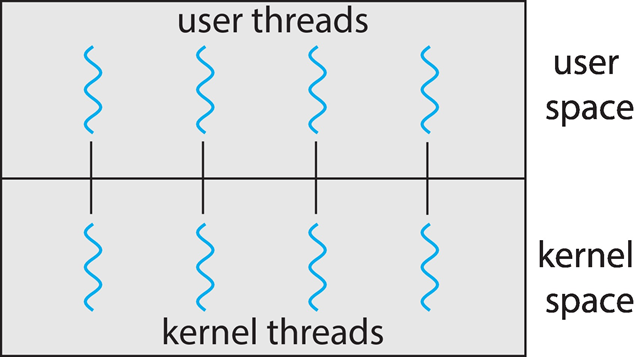 user threads
user
space
kernel
space
kernel threads